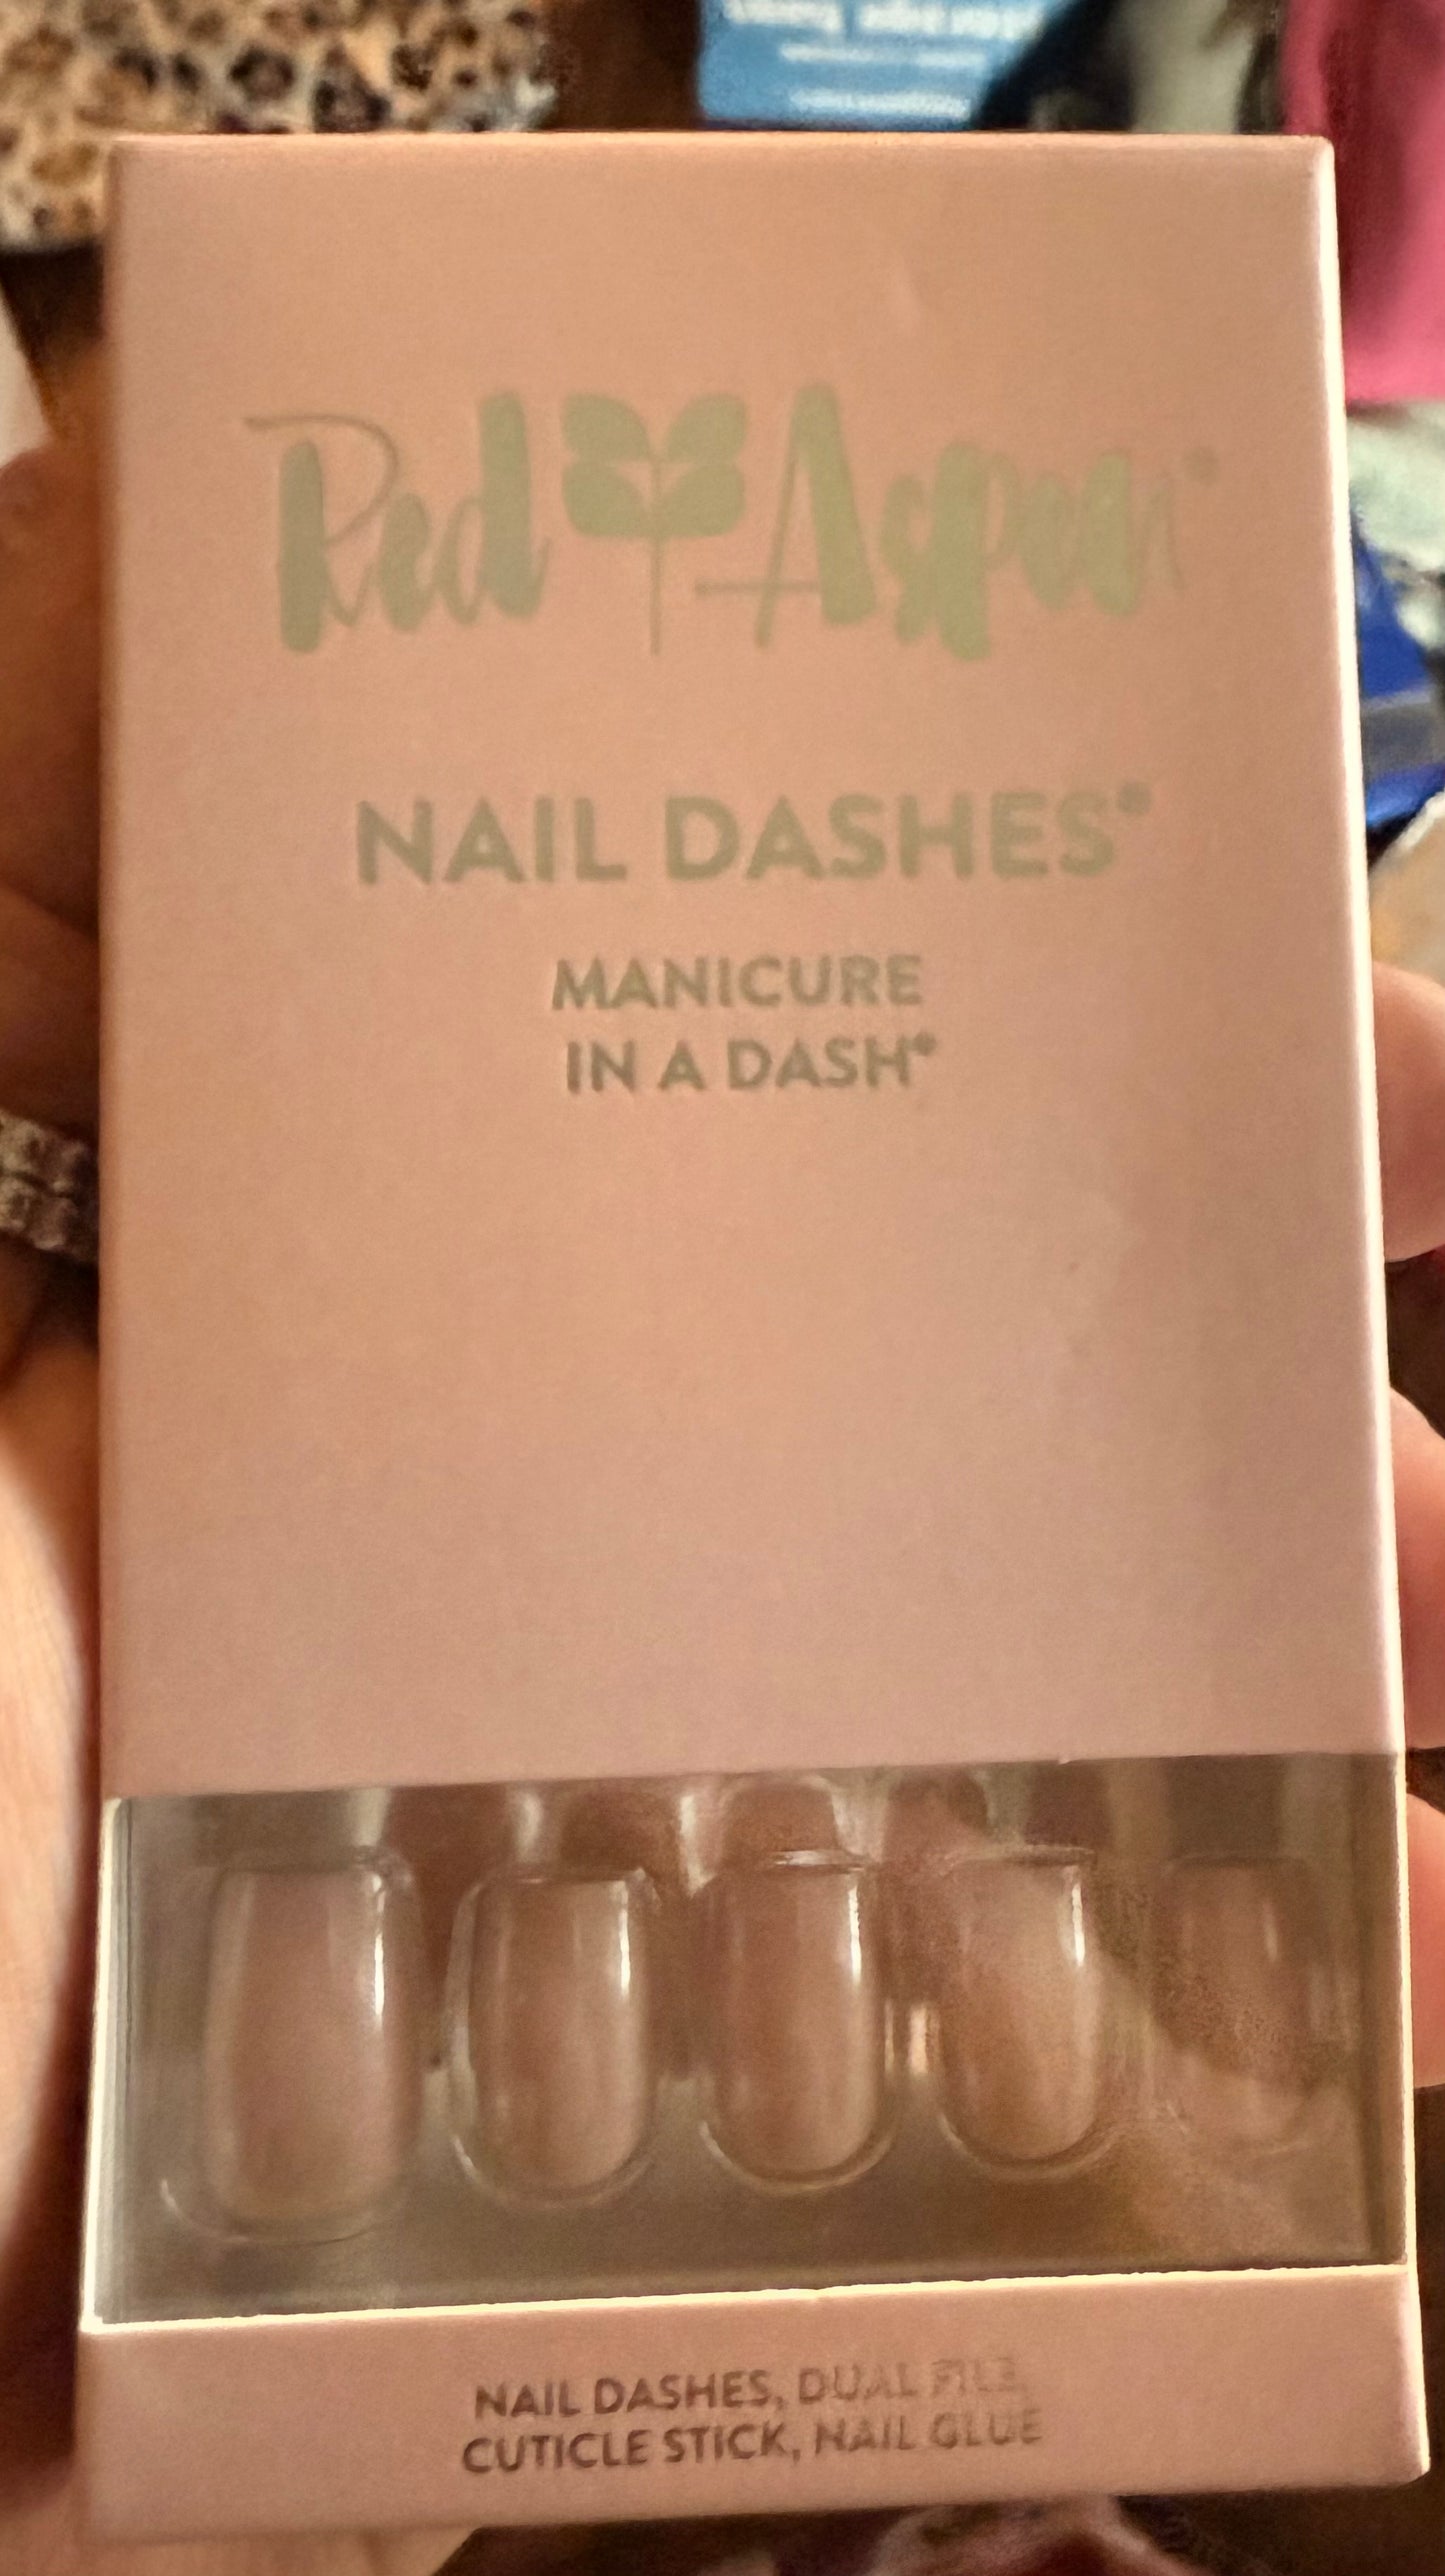 Red Aspen®
NAIL DASHES®
MANICURE
IN A DASH®
NAIL DASHES, DUAL FILE,
CUTICLE STICK, NAIL GLUE